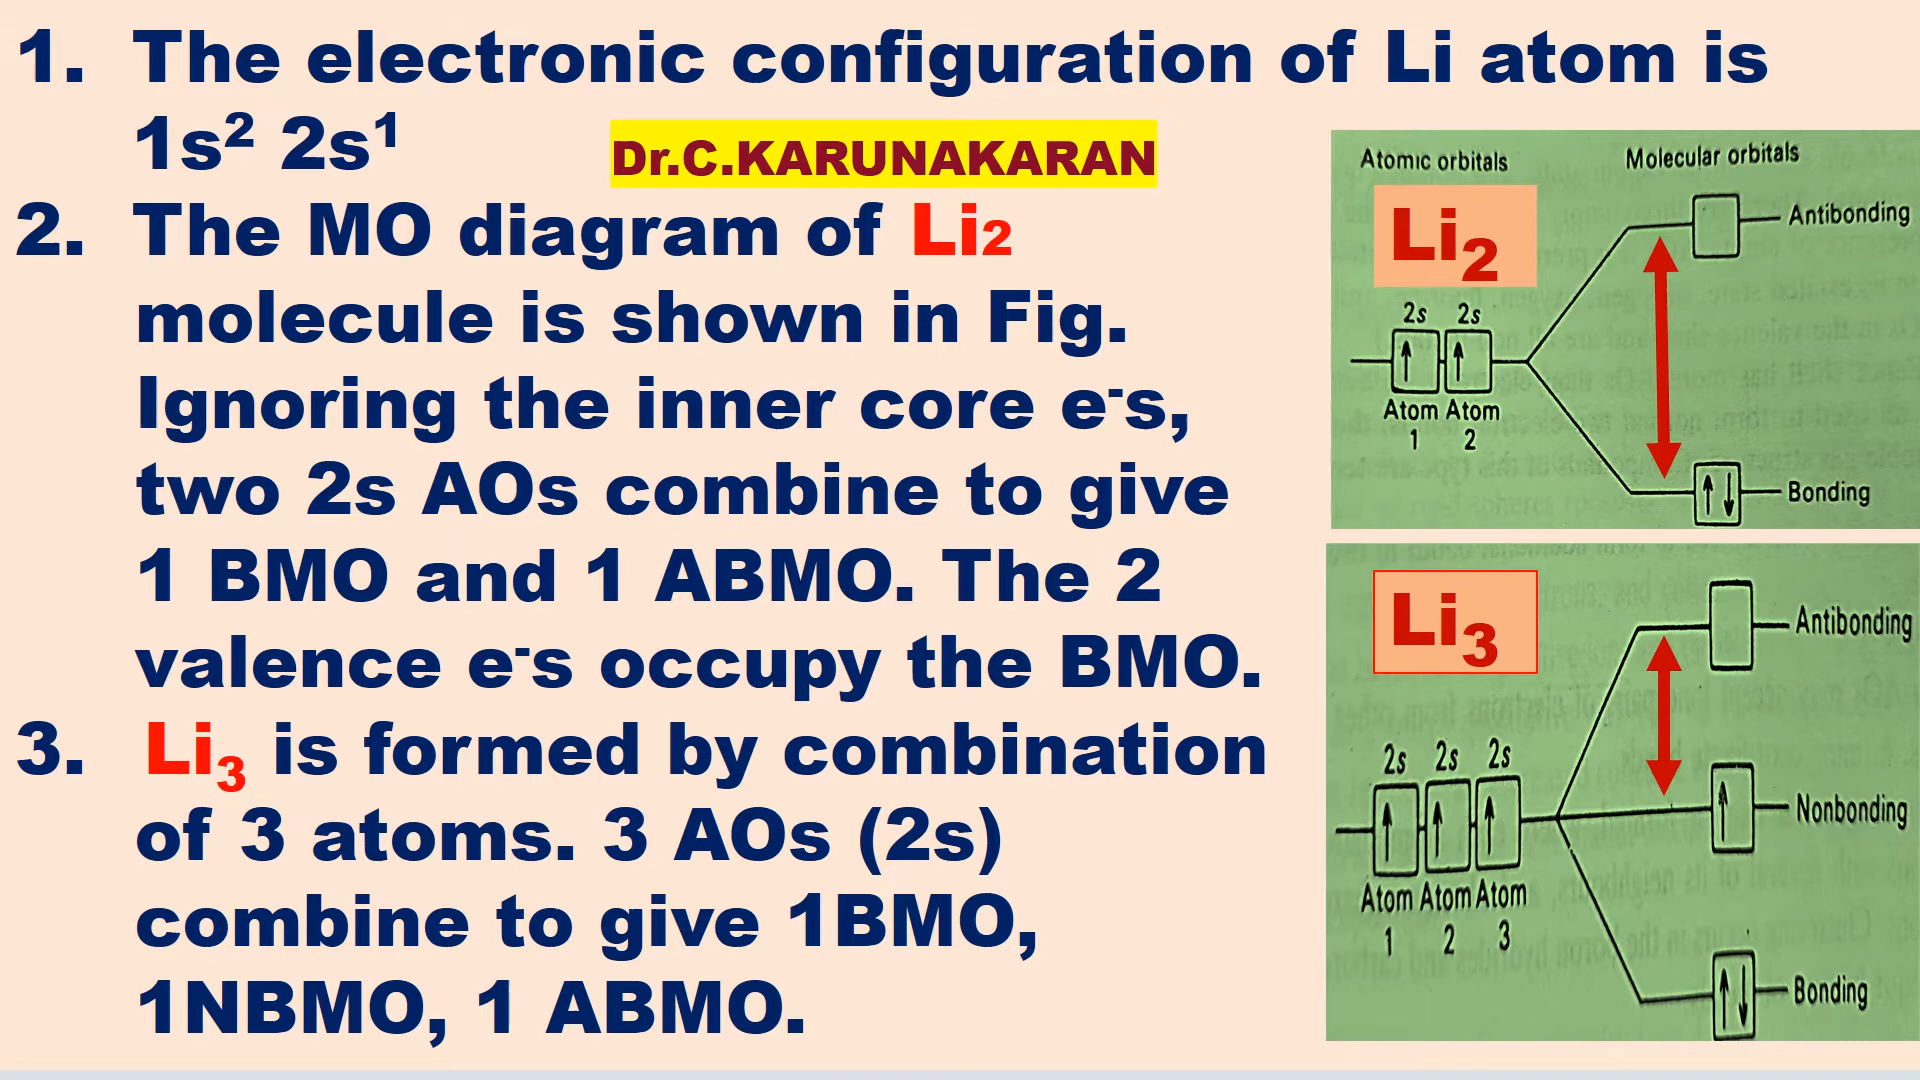 1. The electronic configuration of Li atom is
1s² 2s¹
Dr.C.KARUNAKARAN
2. The MO diagram of Li2
molecule is shown in Fig.
Ignoring the inner core e⁻s,
two 2s AOs combine to give
1 BMO and 1 ABMO. The 2
valence e⁻s occupy the BMO.
3. Li₃ is formed by combination
of 3 atoms. 3 AOs (2s)
combine to give 1BMO,
1NBMO, 1 ABMO.
Atomic orbitals
Molecular orbitals
Li₂
Antibonding
2s 2s
Atom Atom
1 2
Bonding
Li₃
Antibonding
2s 2s 2s
Nonbonding
Atom Atom Atom
1 2 3
Bonding